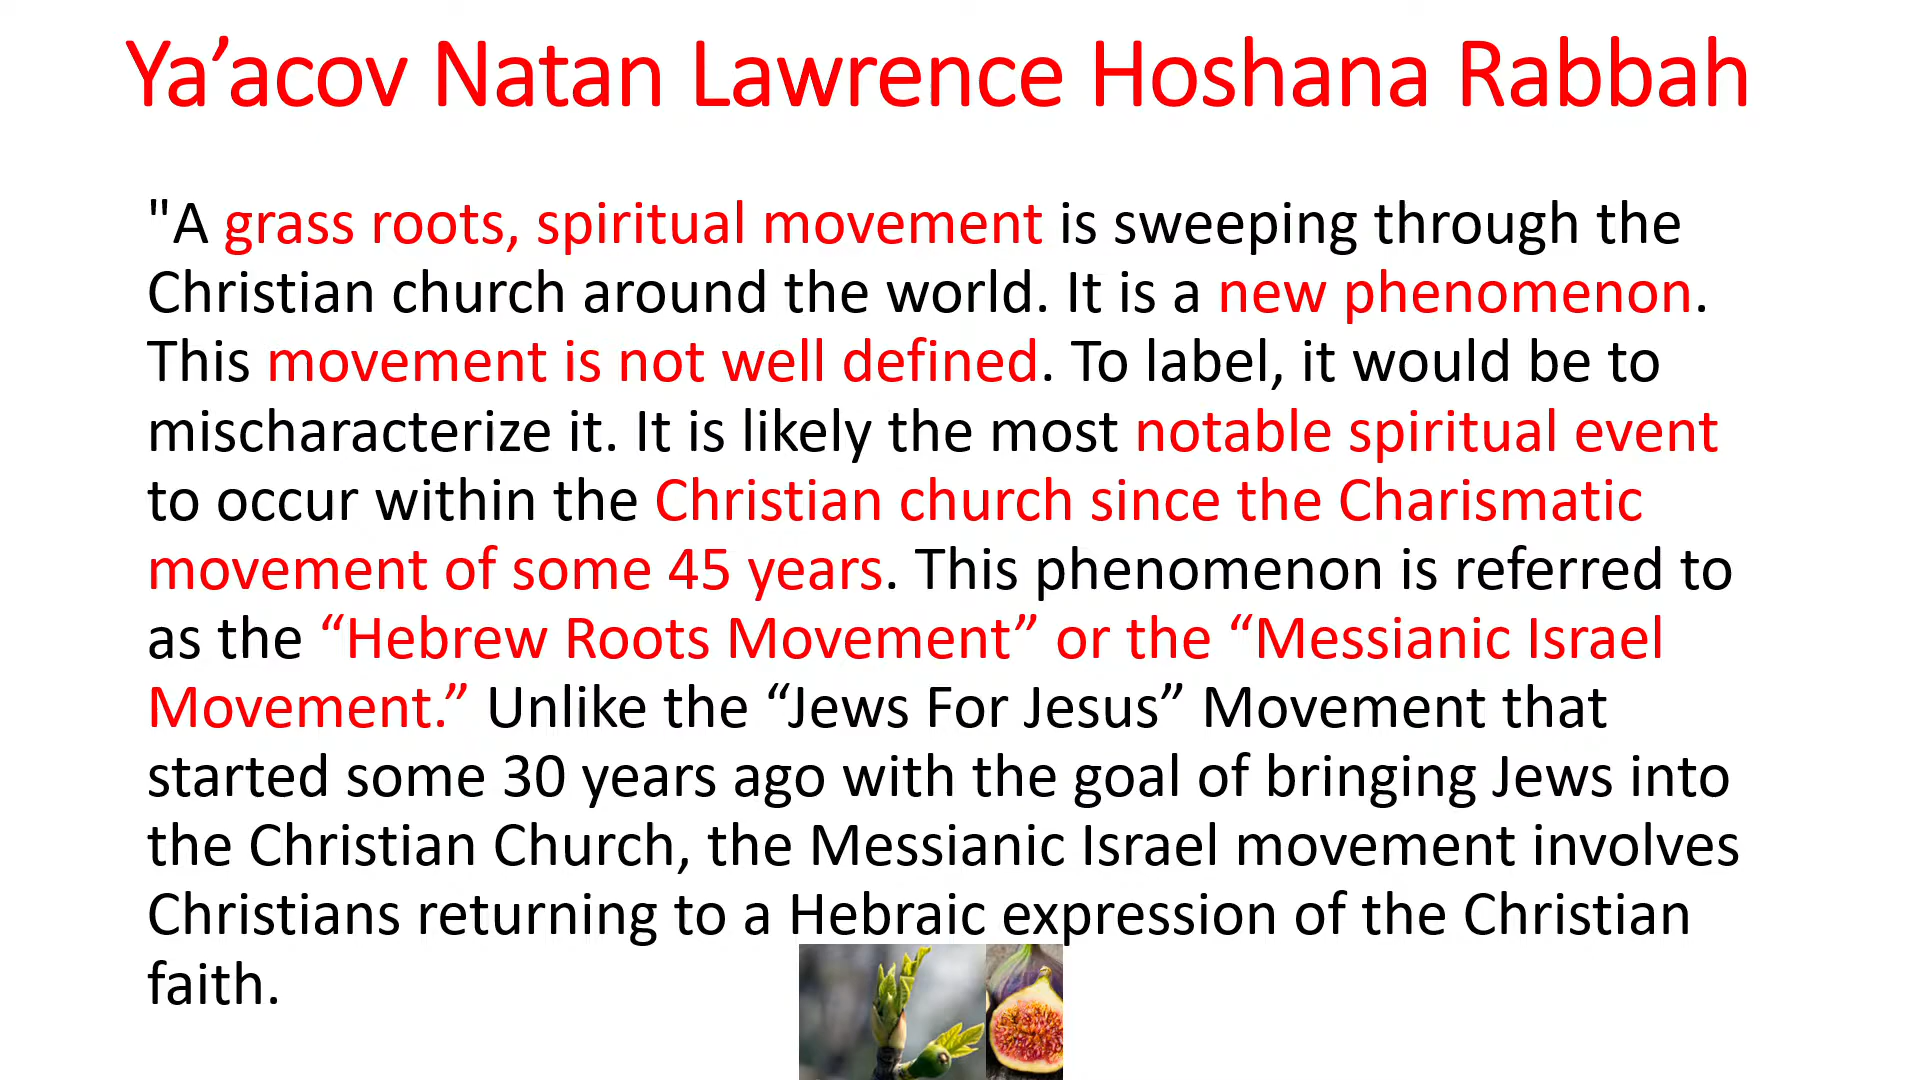 Ya’acov Natan Lawrence Hoshana Rabbah
"A grass roots, spiritual movement is sweeping through the
Christian church around the world. It is a new phenomenon.
This movement is not well defined. To label, it would be to
mischaracterize it. It is likely the most notable spiritual event
to occur within the Christian church since the Charismatic
movement of some 45 years. This phenomenon is referred to
as the “Hebrew Roots Movement” or the “Messianic Israel
Movement.” Unlike the “Jews For Jesus” Movement that
started some 30 years ago with the goal of bringing Jews into
the Christian Church, the Messianic Israel movement involves
Christians returning to a Hebraic expression of the Christian
faith.